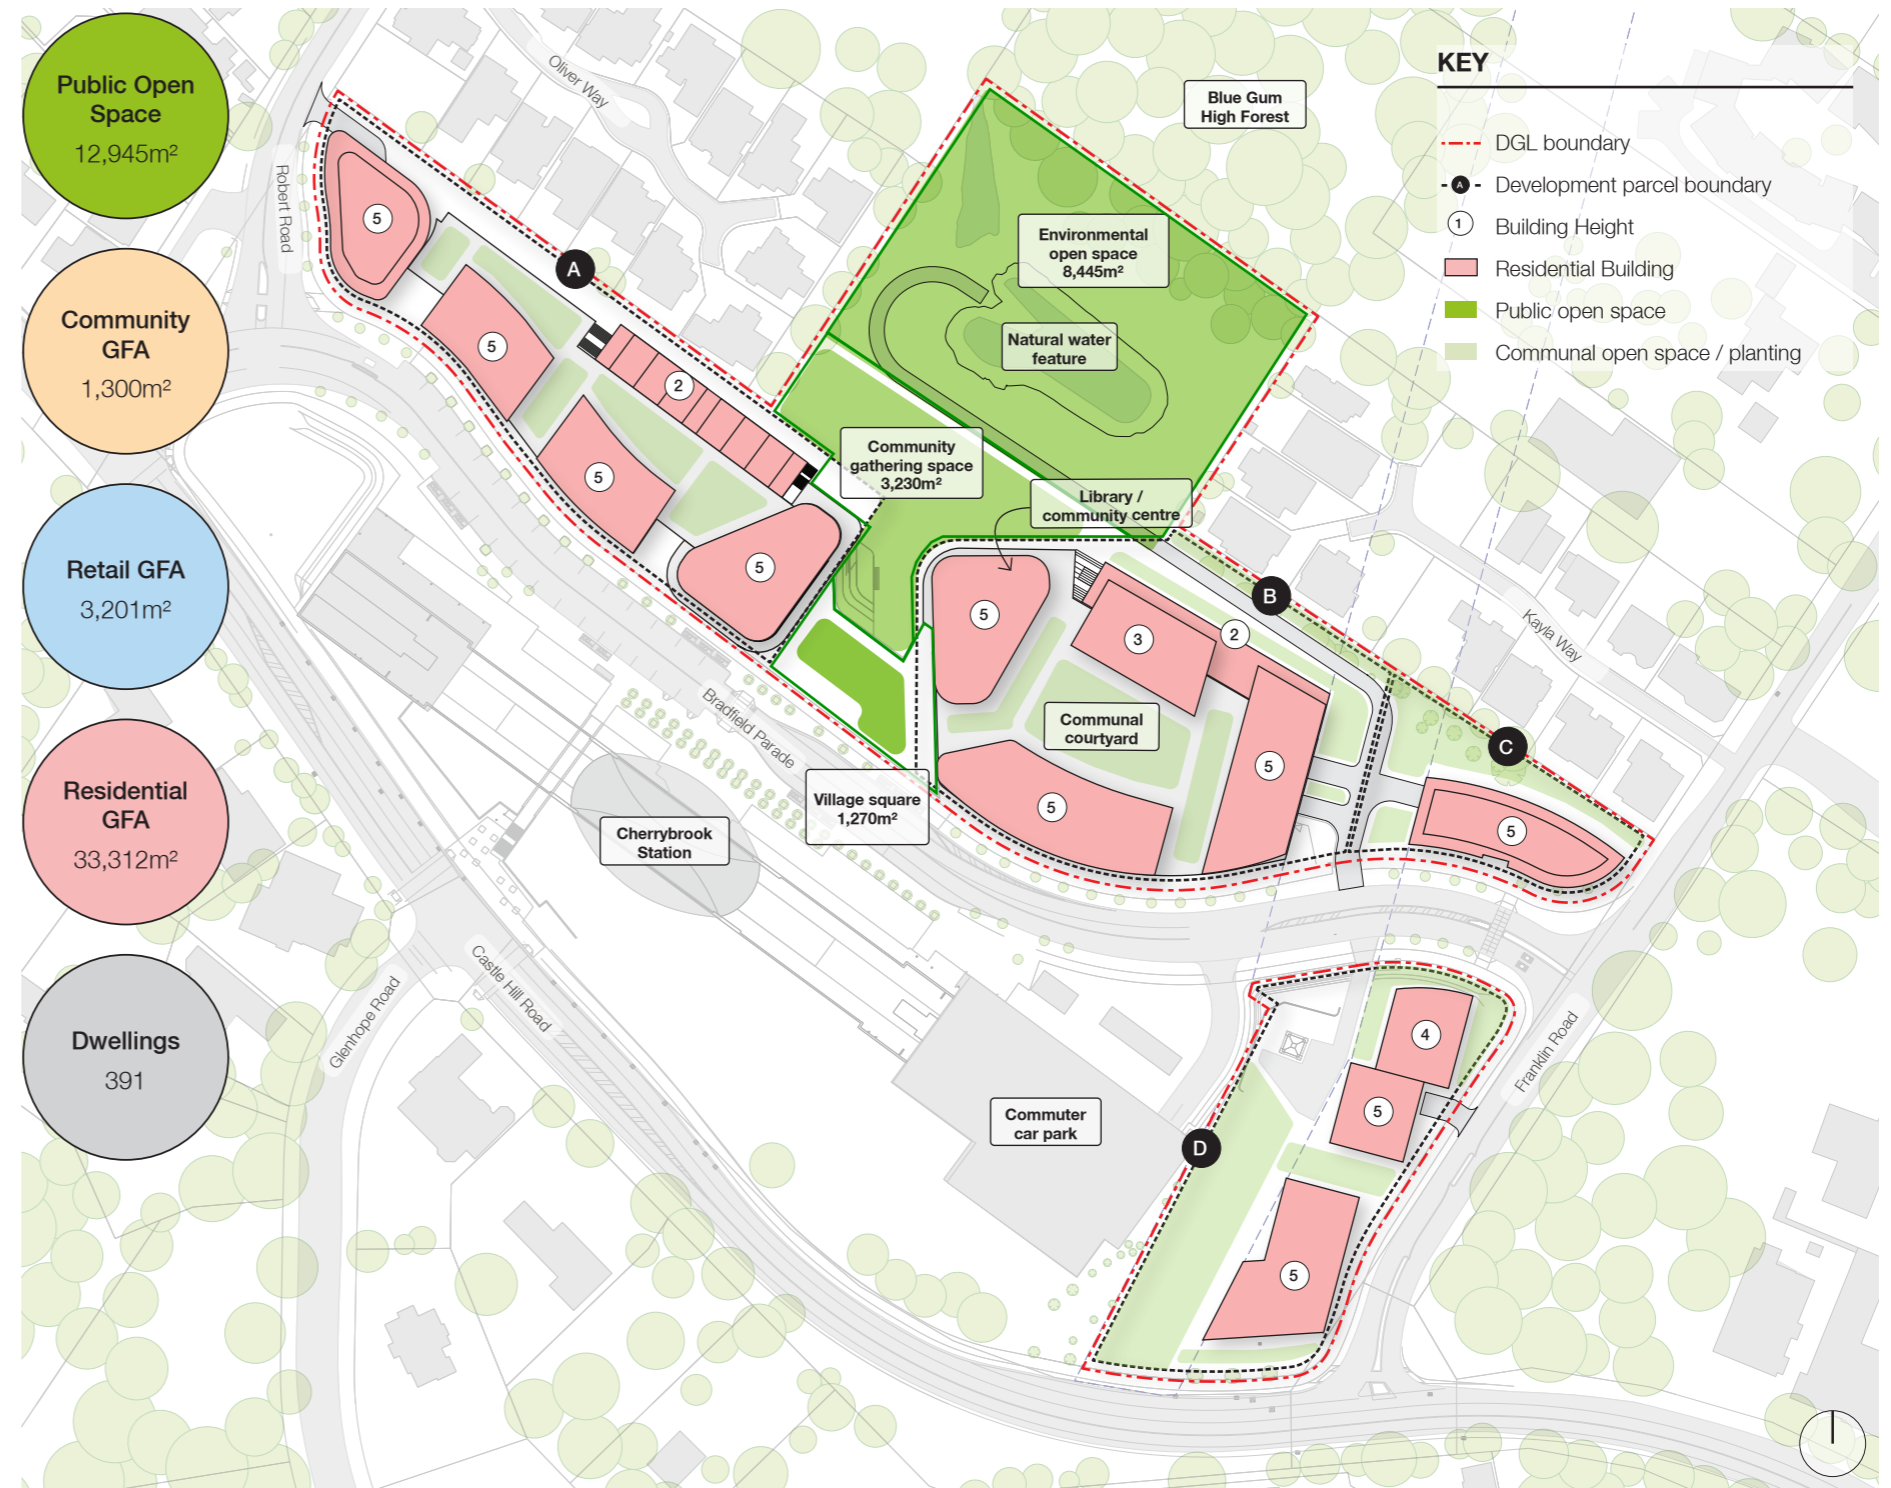 Public Open
Space
12,945m²
Community
GFA
1,300m²
Retail GFA
3,201m²
Residential
GFA
33,312m²
Dwellings
391
KEY
DGL boundary
A
Development parcel boundary
1
Building Height
Residential Building
Public open space
Communal open space / planting
Oliver Way
Robert Road
Blue Gum
High Forest
Environmental
open space
8,445m²
Natural water
feature
Community
gathering space
3,230m²
Library /
community centre
A
5
5
2
5
5
B
5
3
2
Kayla Way
Communal
courtyard
5
5
C
5
Bradfield Parade
Village square
1,270m²
Cherrybrook
Station
Castle Hill Road
Glenhope Road
Commuter
car park
Franklin Road
4
5
D
5